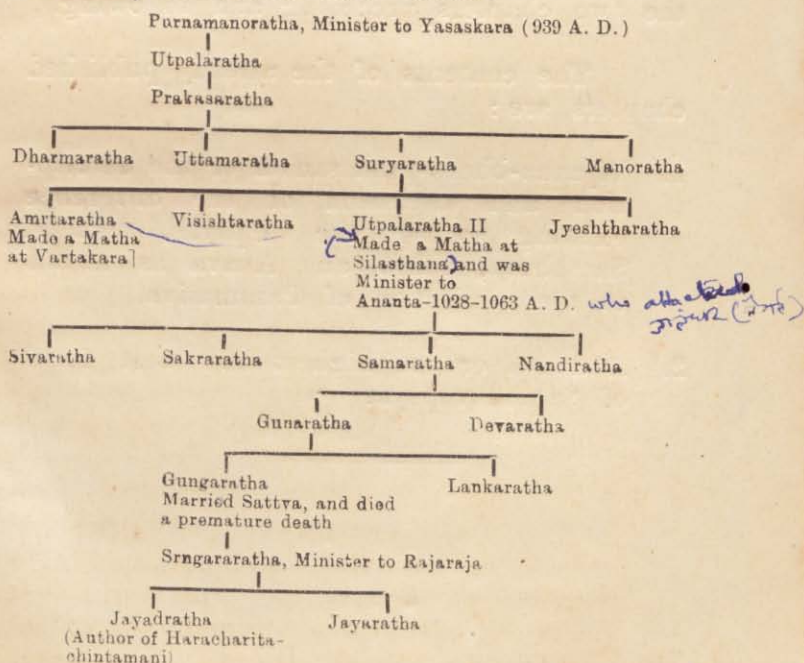 Purnamanoratha, Minister to Yasaskara (939 A. D.)
Utpalaratha
Prakasaratha
Dharmaratha Uttamaratha Suryaratha Manoratha
Amrtaratha Visishtaratha Utpalaratha II Jyeshtharatha
Made a Matha Made a Matha at
at Vartakara] Silasthana) and was
Minister to
Ananta-1028-1063 A. D. who attacked
Sivaratha Sakraratha Samaratha Nandiratha
Gunaratha Devaratha
Gungaratha Lankaratha
Married Sattva, and died
a premature death
Srngararatha, Minister to Rajaraja
Jayadratha Jayaratha
(Author of Haracharita-
chintamani)